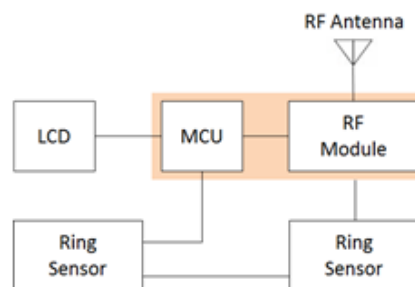 RF Antenna
LCD
MCU
RF
Module
Ring
Sensor
Ring
Sensor